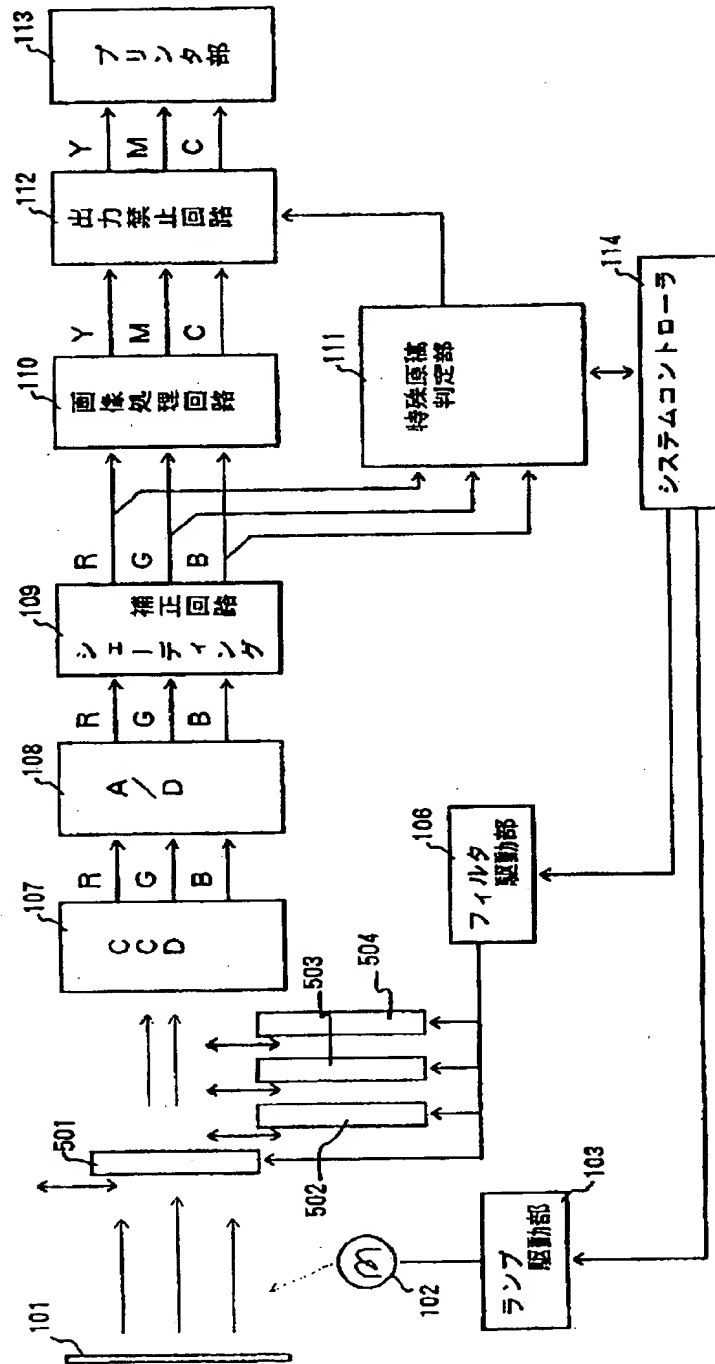 101
501
107
CCD
R
G
B
108
A/D
R
G
B
109
シェーディング
補正回路
R
G
B
110
画像処理回路
Y
M
C
112
出力禁止回路
Y
M
C
113
プリンタ部
102
103
ランプ
駆動部
502
503
504
106
フィルタ
駆動部
111
特殊原稿
判定部
114
システムコントローラ